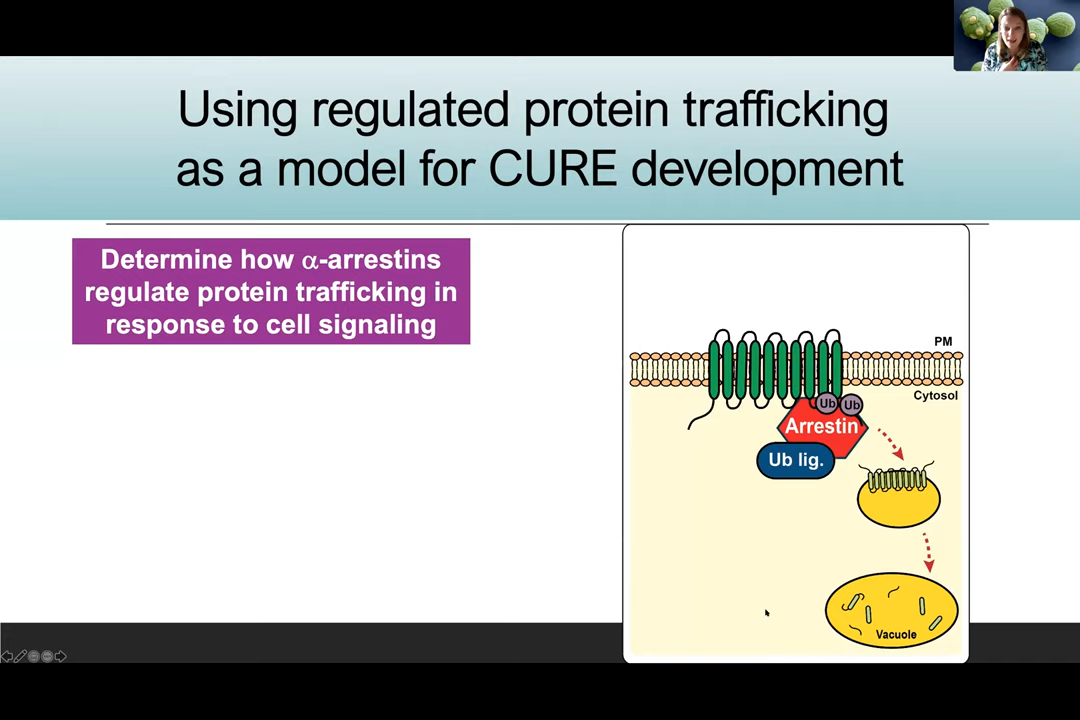 Using regulated protein trafficking
as a model for CURE development
Determine how α-arrestins
regulate protein trafficking in
response to cell signaling
PM
Cytosol
Ub Ub
Arrestin
Ub lig.
Vacuole